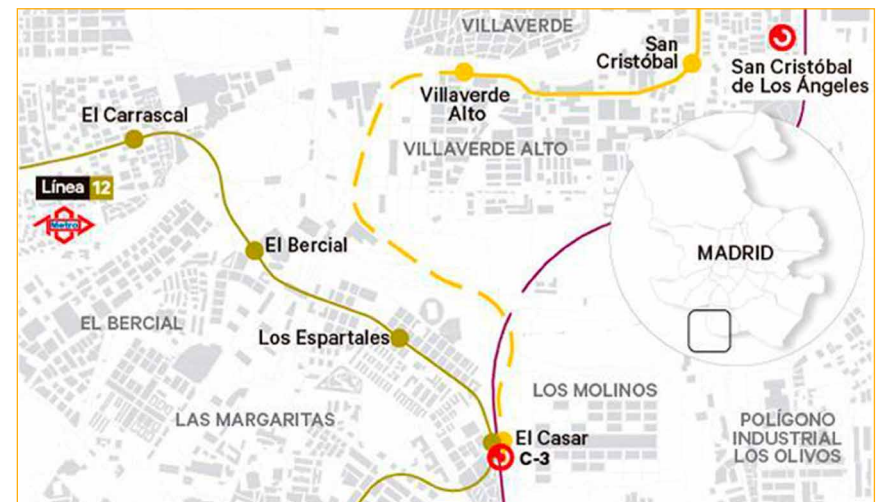 VILLAVERDE
San
Cristóbal
San Cristóbal
de Los Ángeles
Villaverde
Alto
El Carrascal
VILLAVERDE ALTO
Línea 12
Metro
El Bercial
MADRID
EL BERCIAL
Los Espartales
LOS MOLINOS
LAS MARGARITAS
POLÍGONO
INDUSTRIAL
LOS OLIVOS
El Casar
C-3